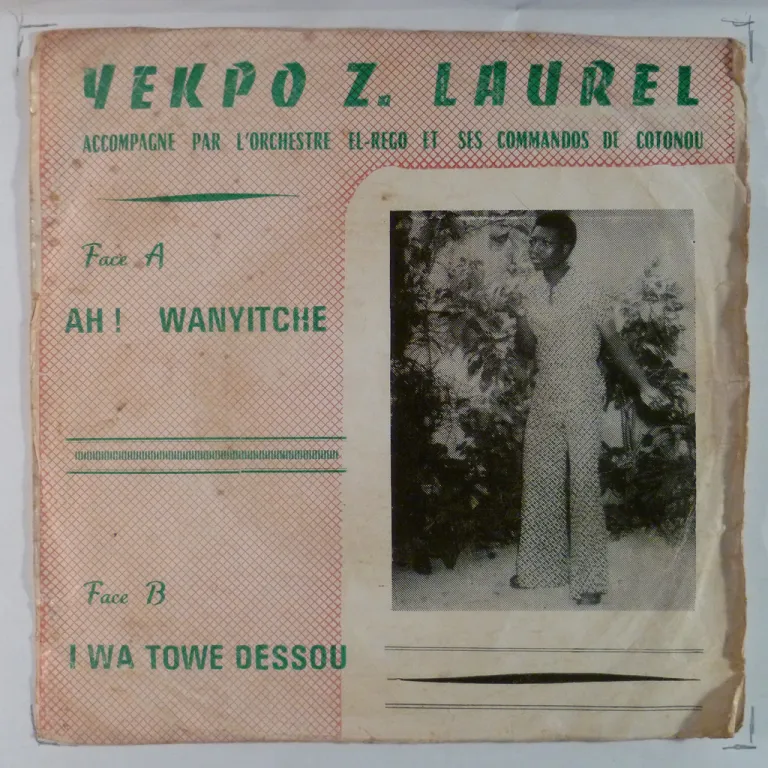 YEKPO Z. LAUREL
ACCOMPAGNE PAR L'ORCHESTRE EL-REGO ET SES COMMANDOS DE COTONOU
Face A
AH ! WANYITCHE
Face B
I WA TOWE DESSOU